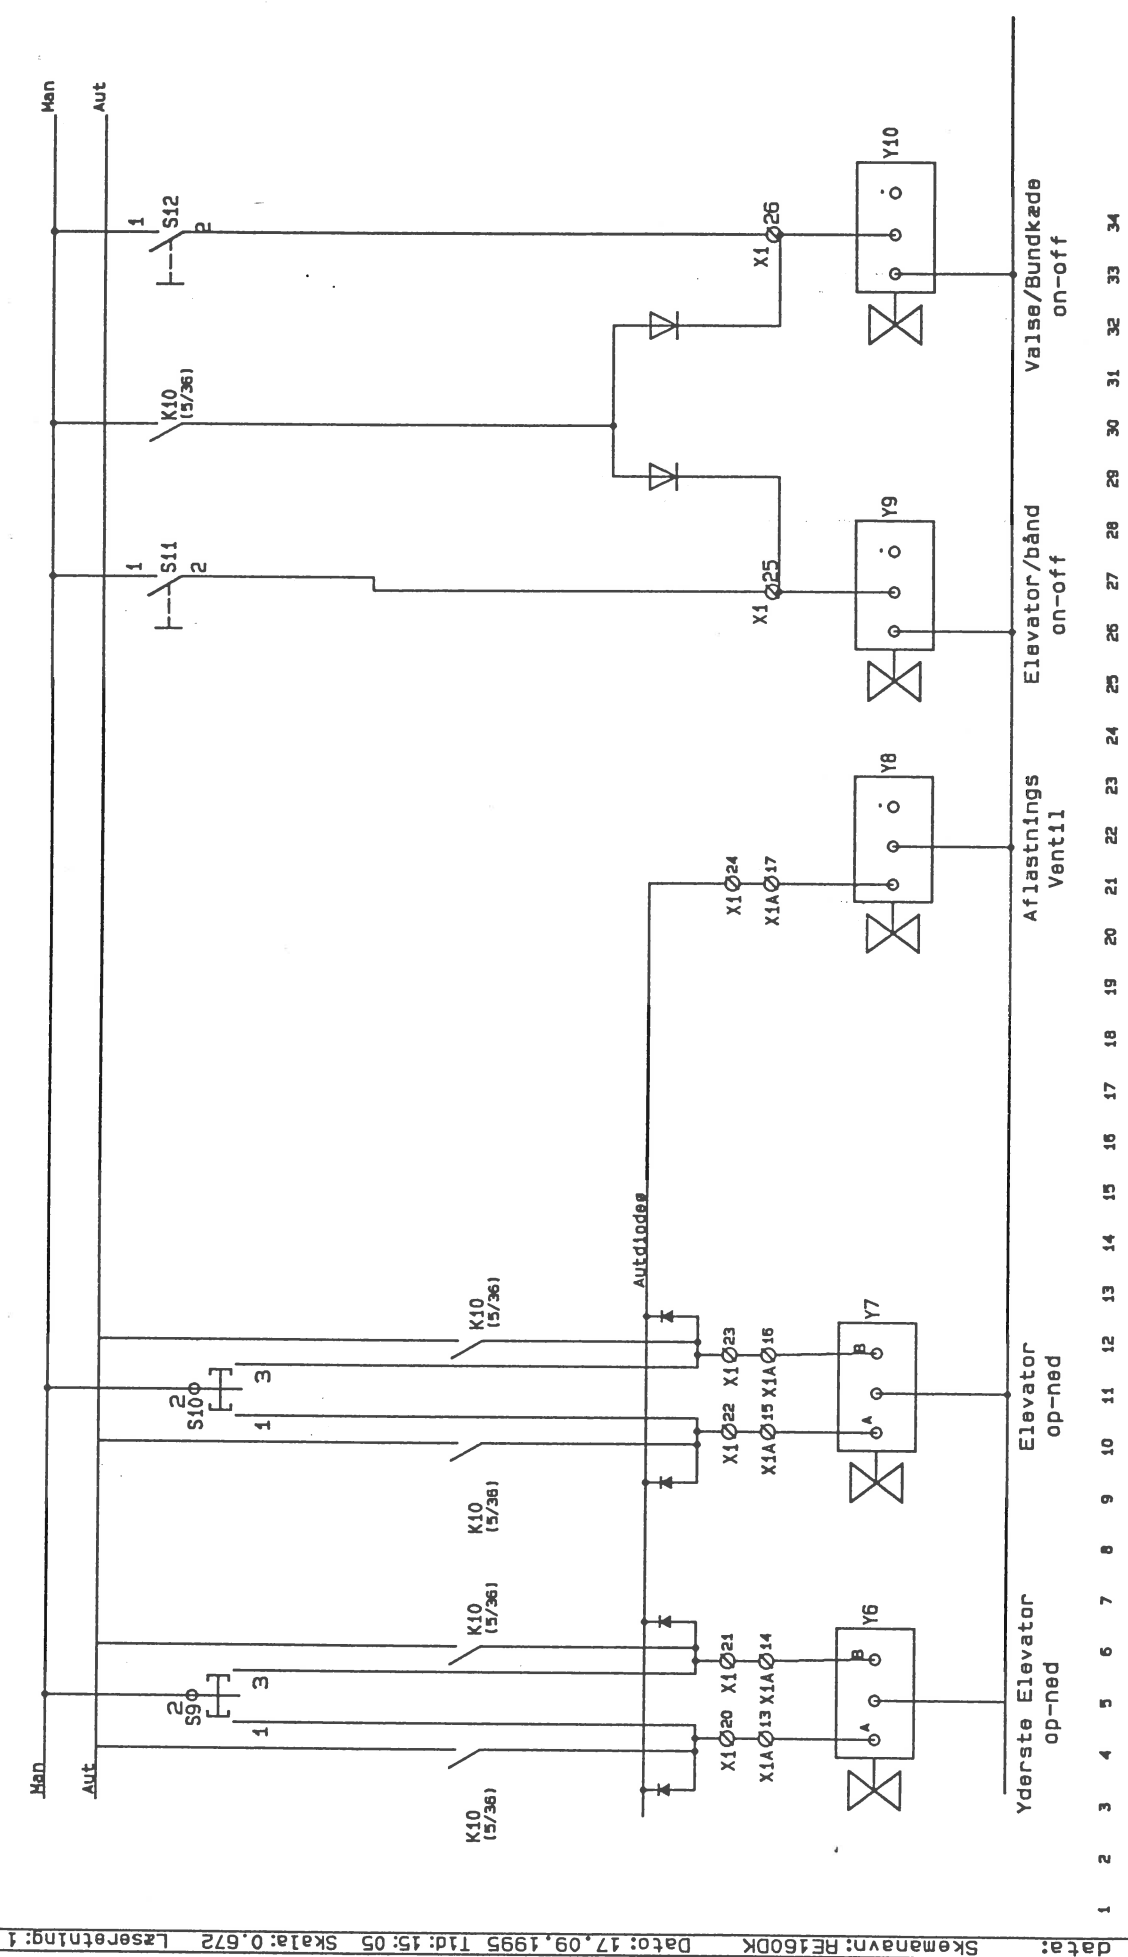 Man
Aut
Man
Aut
S9
2
1
3
K10
(5/36)
K10
(5/36)
S10
2
1
3
K10
(5/36)
K10
(5/36)
1
S11
2
K10
(5/36)
1
S12
2
Autdiodeø
X1 20
X1A 13
X1 21
X1A 14
X1 22
X1A 15
X1 23
X1A 16
X1 24
X1A 17
X1 25
X1 26
A
B
Y6
A
B
Y7
Y8
Y9
Y10
Yderste Elevator
op-ned
Elevator
op-ned
Aflastnings
Ventil
Elevator/bånd
on-off
Valse/Bundkæde
on-off
1 2 3 4 5 6 7 8 9 10 11 12 13 14 15 16 17 18 19 20 21 22 23 24 25 26 27 28 29 30 31 32 33 34
data: Skemanavn: RE160DK Dato: 17.09.1995 Tid: 15:15.05 Skala: 0.672 Læseretning: 1